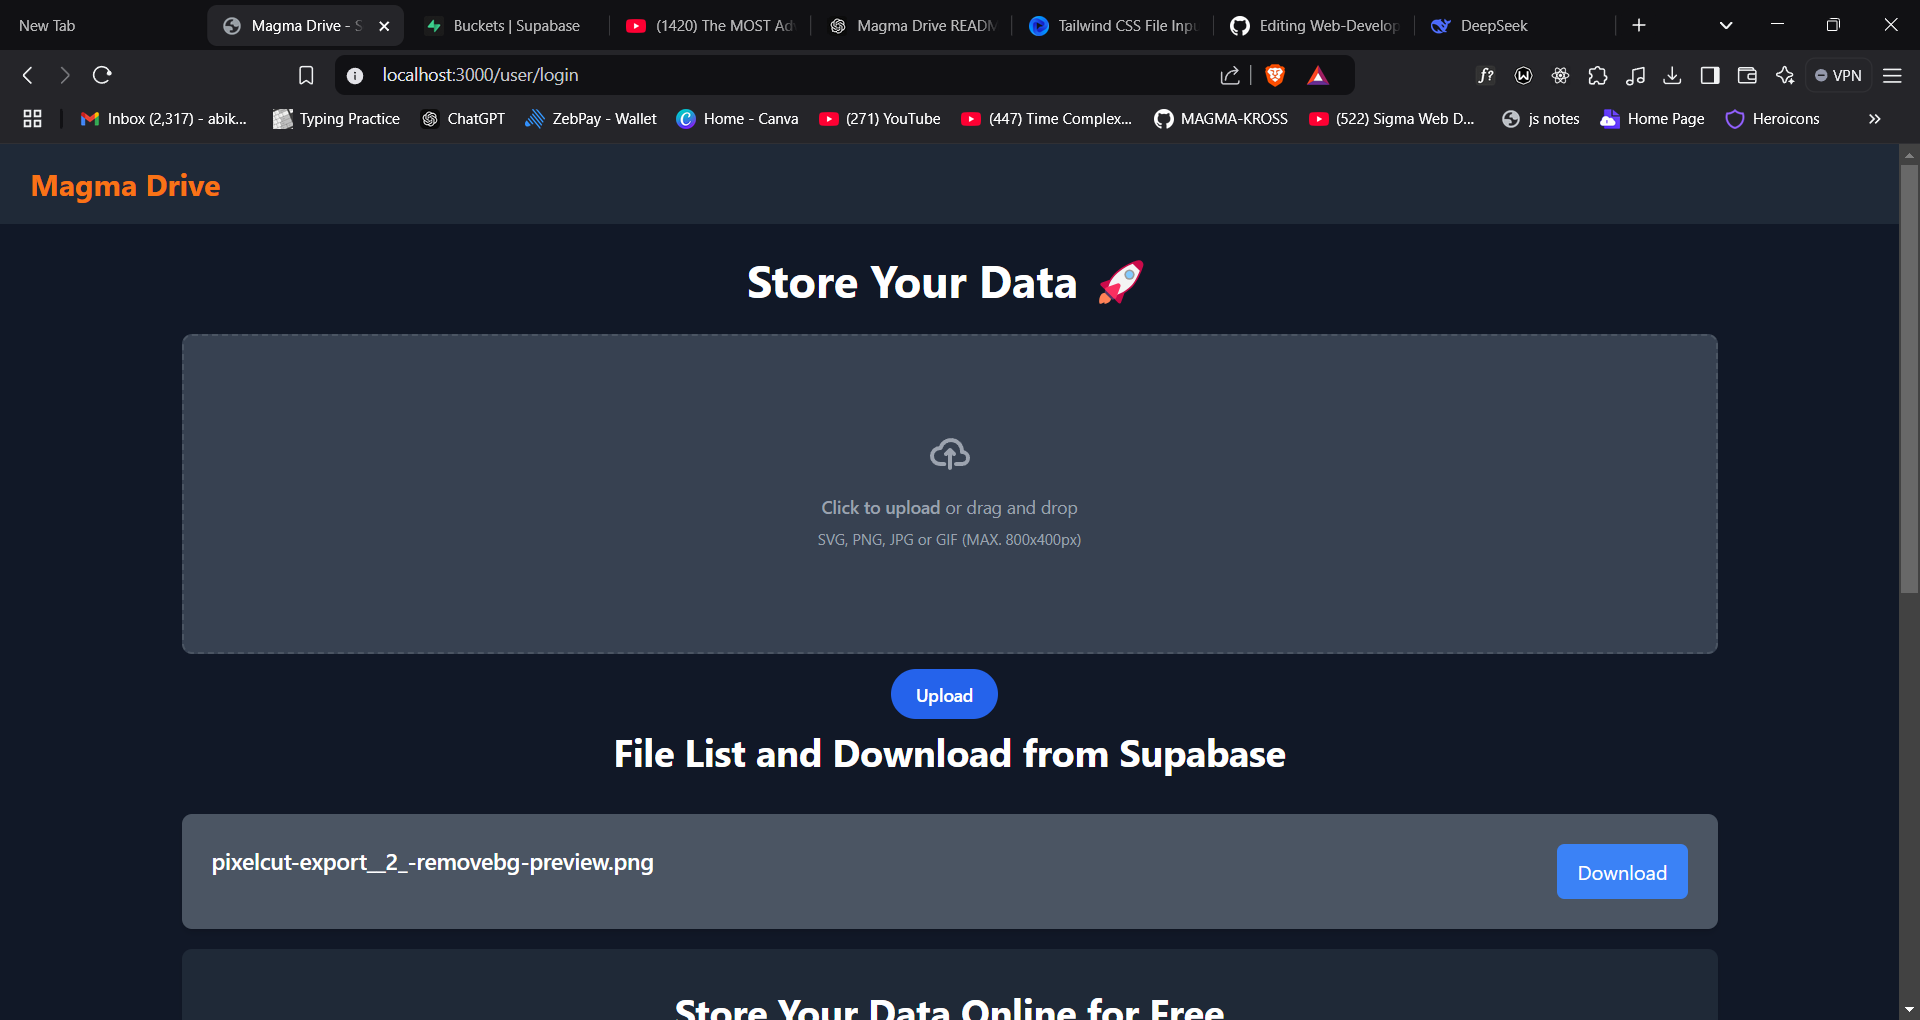 New Tab
Magma Drive - S
Buckets | Supabase
(1420) The MOST Ad
Magma Drive READM
Tailwind CSS File Inpu
Editing Web-Develop
DeepSeek
localhost:3000/user/login
VPN
Inbox (2,317) - abik...
Typing Practice
ChatGPT
ZebPay - Wallet
Home - Canva
(271) YouTube
(447) Time Complex...
MAGMA-KROSS
(522) Sigma Web D...
js notes
Home Page
Heroicons
Magma Drive
Store Your Data 🚀
Click to upload or drag and drop
SVG, PNG, JPG or GIF (MAX. 800x400px)
Upload
File List and Download from Supabase
pixelcut-export__2_-removebg-preview.png
Download
Store Your Data Online for Free